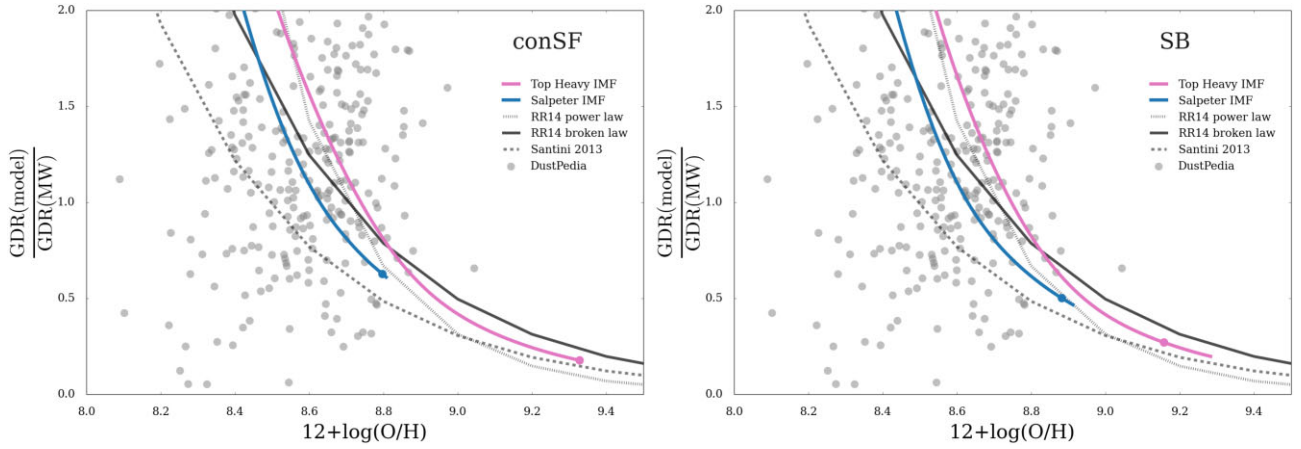 conSF
Top Heavy IMF
Salpeter IMF
RR14 power law
RR14 broken law
Santini 2013
DustPedia
GDR(model)
GDR(MW)
2.0
1.5
1.0
0.5
0.0
8.0 8.2 8.4 8.6 8.8 9.0 9.2 9.4
12+log(O/H)
SB
Top Heavy IMF
Salpeter IMF
RR14 power law
RR14 broken law
Santini 2013
DustPedia
GDR(model)
GDR(MW)
2.0
1.5
1.0
0.5
0.0
8.0 8.2 8.4 8.6 8.8 9.0 9.2 9.4
12+log(O/H)